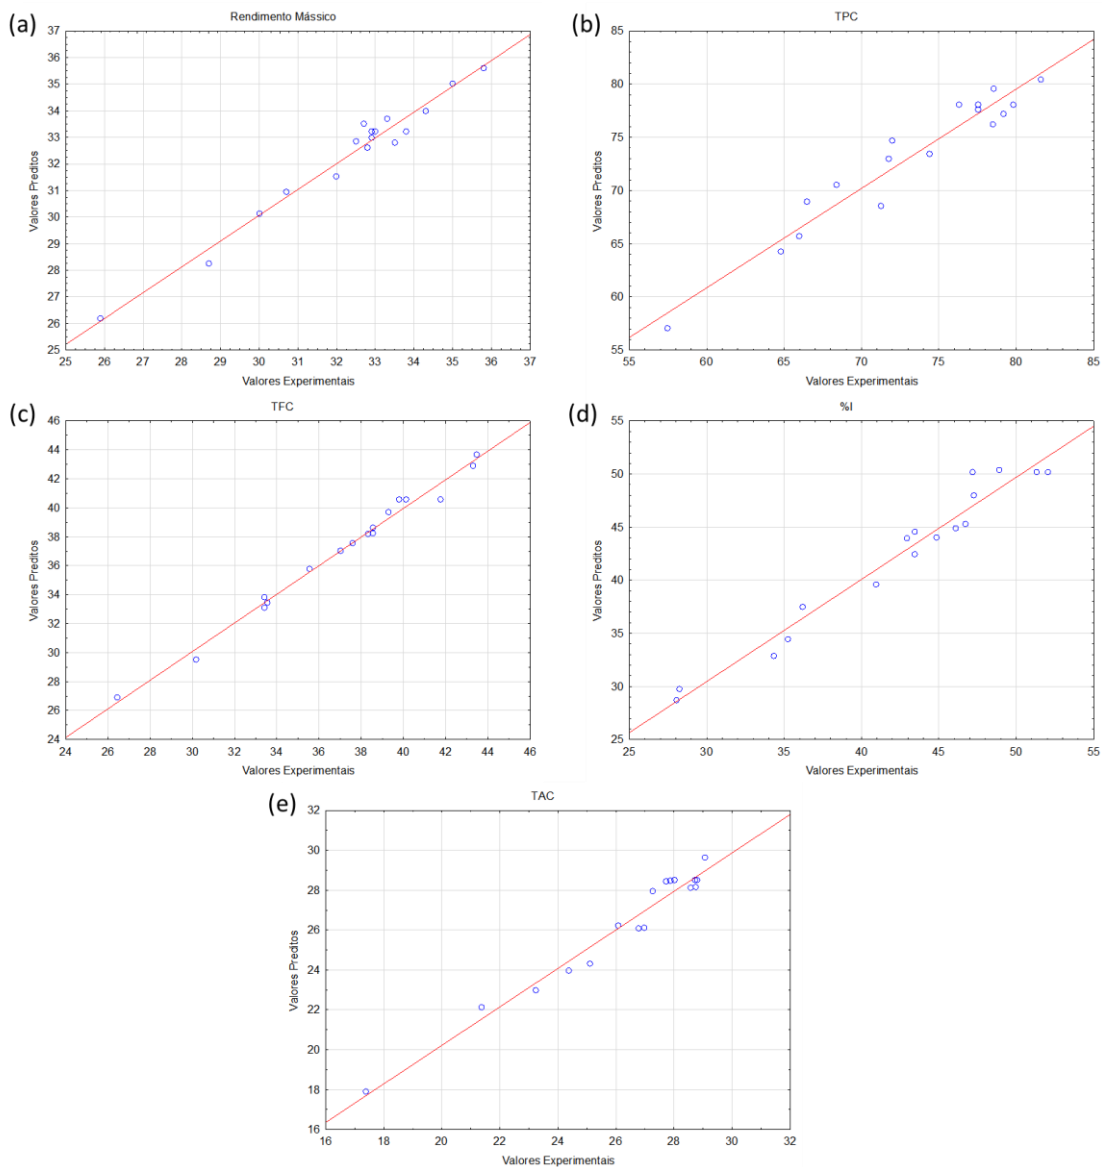 (a)
Rendimento Mássico
37
36
35
34
33
32
31
30
29
28
27
26
25
Valores Preditos
25 26 27 28 29 30 31 32 33 34 35 36 37
Valores Experimentais
(b)
TPC
85
80
75
70
65
60
55
Valores Preditos
55 60 65 70 75 80 85
Valores Experimentais
(c)
TFC
46
44
42
40
38
36
34
32
30
28
26
24
Valores Preditos
24 26 28 30 32 34 36 38 40 42 44 46
Valores Experimentais
(d)
%I
55
50
45
40
35
30
25
Valores Preditos
25 30 35 40 45 50 55
Valores Experimentais
(e)
TAC
32
30
28
26
24
22
20
18
16
Valores Preditos
16 18 20 22 24 26 28 30 32
Valores Experimentais